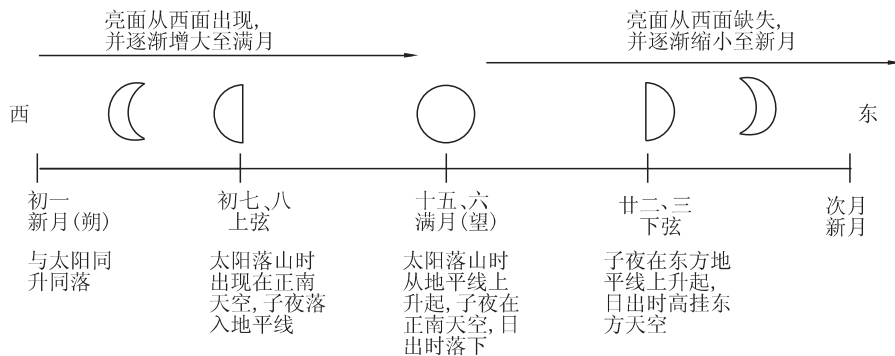 亮面从西面出现,
并逐渐增大至满月
亮面从西面缺失,
并逐渐缩小至新月
西
东
初一
新月(朔)
初七、八
上弦
十五、六
满月(望)
廿二、三
下弦
次月
新月
与太阳同
升同落
太阳落山时
出现在正南
天空,子夜落
入地平线
太阳落山时
从地平线上
升起,子夜在
正南天空,日
出时落下
子夜在东方地
平线上升起,
日出时高挂东
方天空